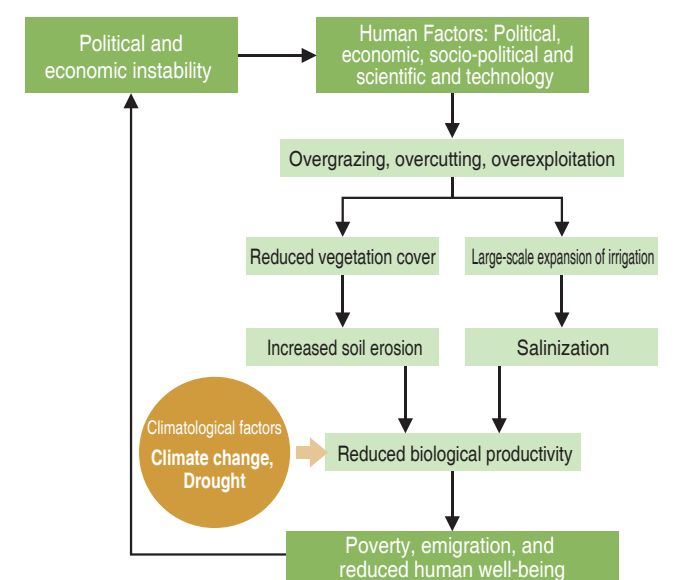 Political and
economic instability
Human Factors: Political,
economic, socio-political and
scientific and technology
Overgrazing, overcutting, overexploitation
Reduced vegetation cover
Large-scale expansion of irrigation
Increased soil erosion
Salinization
Climatological factors
Climate change,
Drought
Reduced biological productivity
Poverty, emigration, and
reduced human well-being